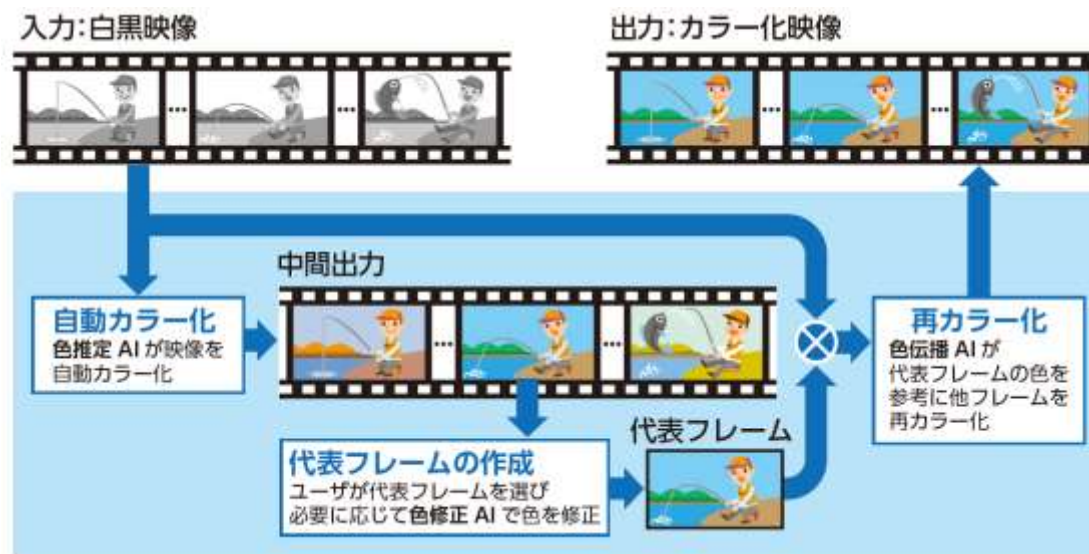 入力：白黒映像
出力：カラー化映像
…
…
…
…
中間出力
自動カラー化
色推定 AI が映像を
自動カラー化
…
…
再カラー化
色伝播 AI が
代表フレームの色を
参考に他フレームを
再カラー化
代表フレームの作成
ユーザが代表フレームを選び
必要に応じて色修正 AI で色を修正
代表フレーム